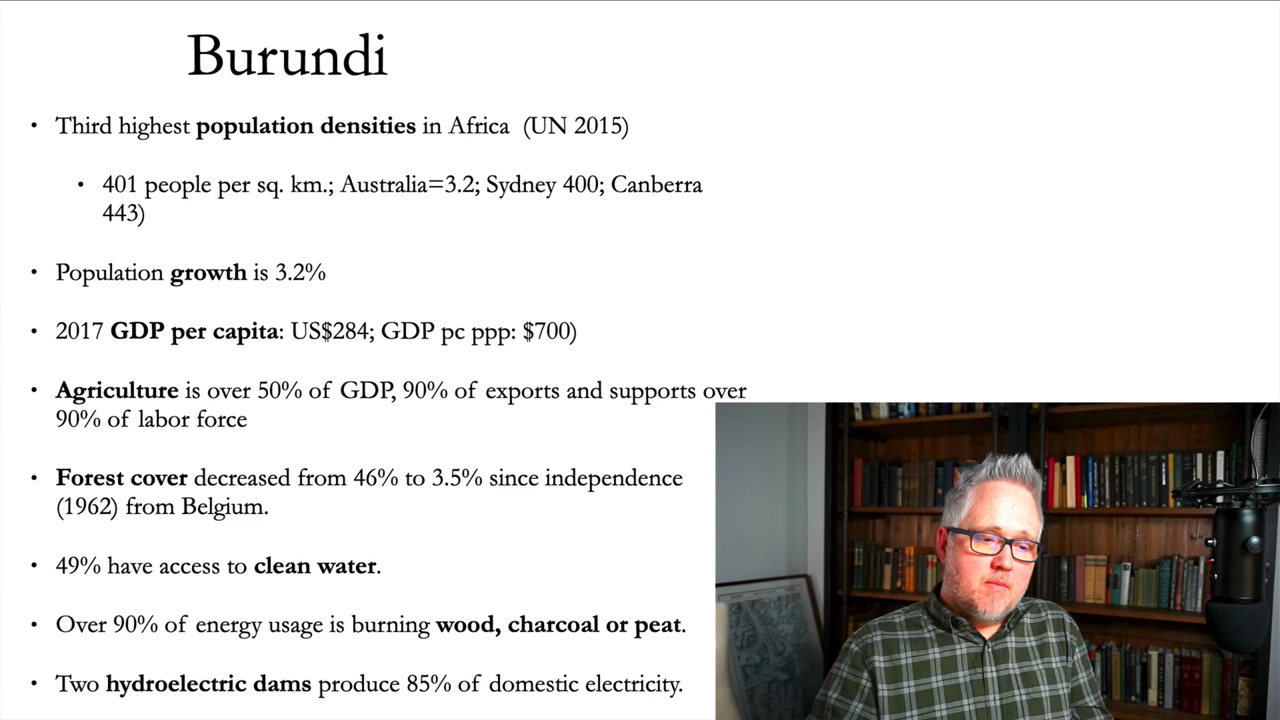 Burundi
• Third highest population densities in Africa (UN 2015)
• 401 people per sq. km.; Australia=3.2; Sydney 400; Canberra
443)
• Population growth is 3.2%
• 2017 GDP per capita: US$284; GDP pc ppp: $700)
• Agriculture is over 50% of GDP, 90% of exports and supports over
90% of labor force
• Forest cover decreased from 46% to 3.5% since independence
(1962) from Belgium.
• 49% have access to clean water.
• Over 90% of energy usage is burning wood, charcoal or peat.
• Two hydroelectric dams produce 85% of domestic electricity.